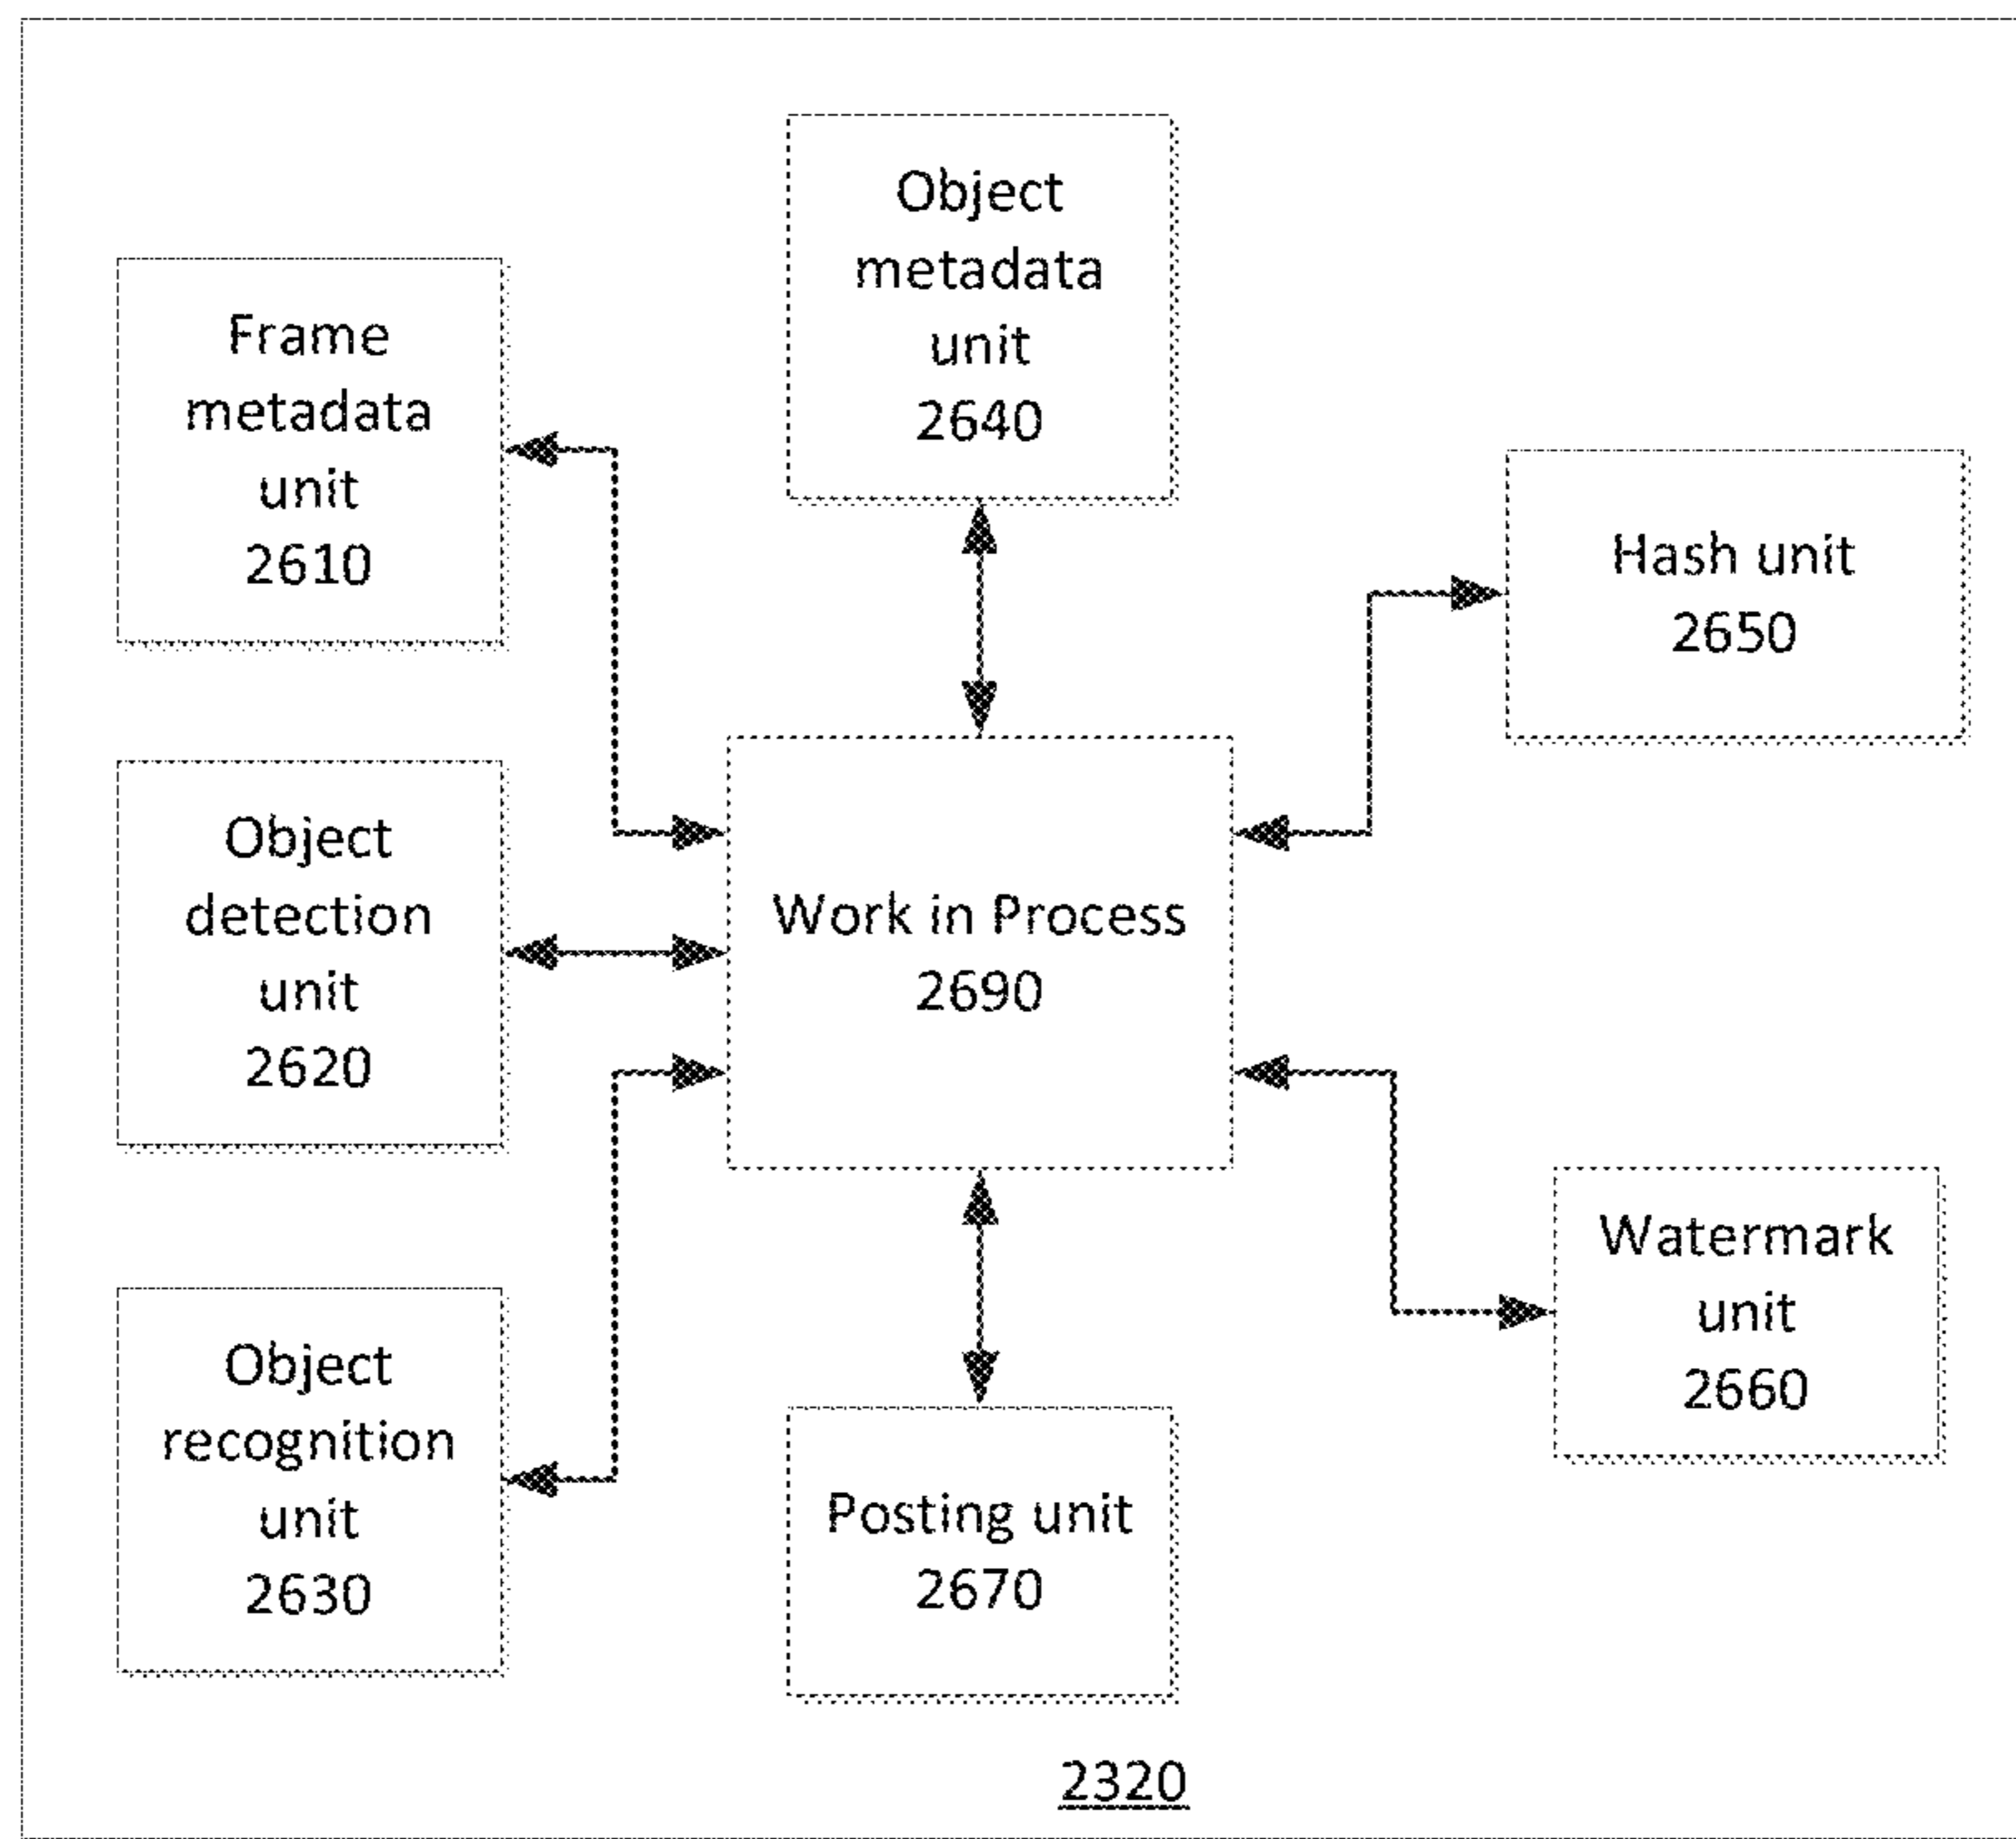 Object
metadata
unit
2640
Frame
metadata
unit
2610
Hash unit
2650
Object
detection
unit
2620
Work in Process
2690
Object
recognition
unit
2630
Watermark
unit
2660
Posting unit
2670
2320